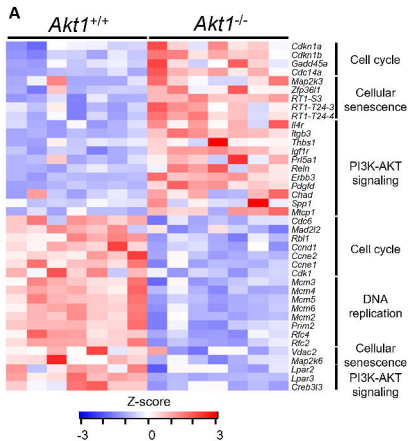 A
Akt1+/+ Akt1-/-
Cdkn1a
Cdkn1b
Gadd45a
Cdc14a
Cell cycle
Map2k3
Zfp36l1
RT1-S3
RT1-T24-3
RT1-T24-4
Cellular
senescence
Il4r
Itgb3
Thbs1
Igf1r
Prl5a1
Reln
Erbb3
Pdgfd
Chad
Spp1
Mtcp1
PI3K-AKT
signaling
Cdc6
Mad2l2
Rbl1
Ccnd1
Ccne2
Ccne1
Cdk1
Cell cycle
Mcm3
Mcm4
Mcm5
Mcm6
Mcm2
Prim2
Rfc4
Rfc2
DNA
replication
Vdac2
Map2k6
Cellular
senescence
Lpar2
Lpar3
Creb3l3
PI3K-AKT
signaling
Z-score
-3 0 3